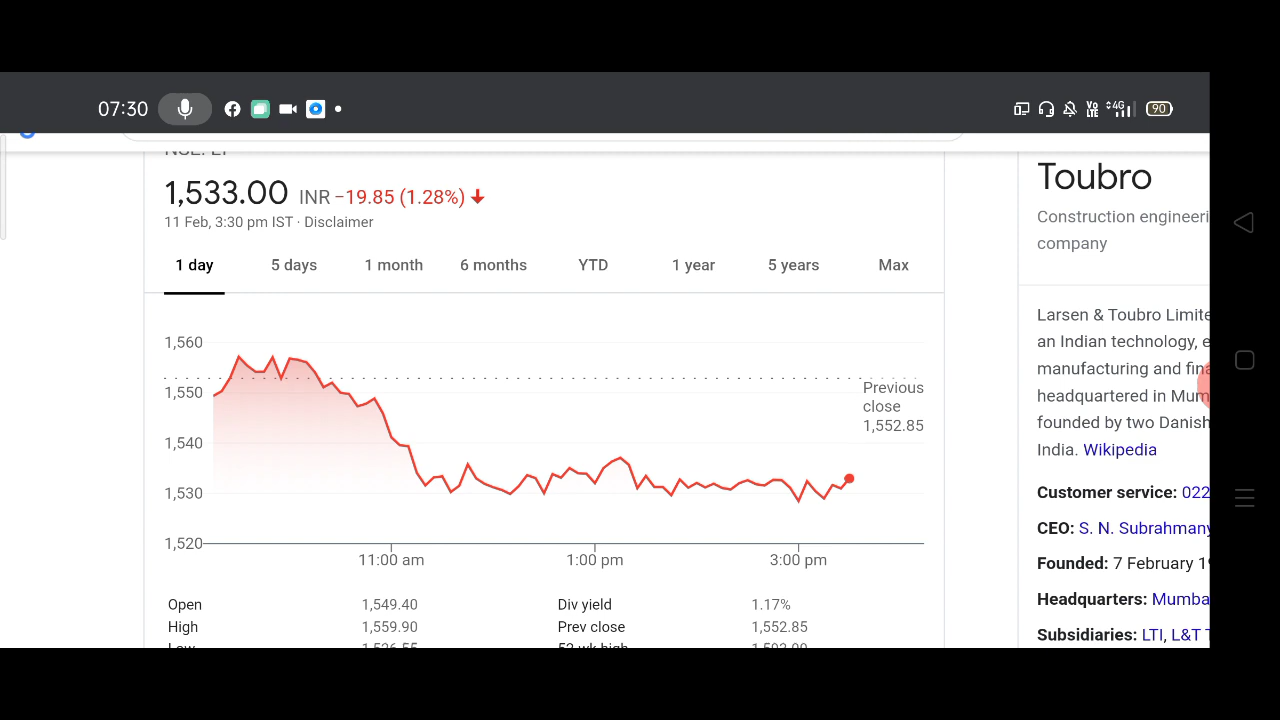 07:30
VO LTE 4G 90
1,533.00 INR −19.85 (1.28%)
11 Feb, 3:30 pm IST · Disclaimer
1 day 5 days 1 month 6 months YTD 1 year 5 years Max
1,560
1,550
1,540
1,530
1,520
Previous
close
1,552.85
11:00 am 1:00 pm 3:00 pm
Open 1,549.40 Div yield 1.17%
High 1,559.90 Prev close 1,552.85
Toubro
Construction engineeri
company
Larsen & Toubro Limite
an Indian technology, e
manufacturing and fina
headquartered in Mum
founded by two Danish
India. Wikipedia
Customer service: 022
CEO: S. N. Subrahmany
Founded: 7 February 19
Headquarters: Mumba
Subsidiaries: LTI, L&T T